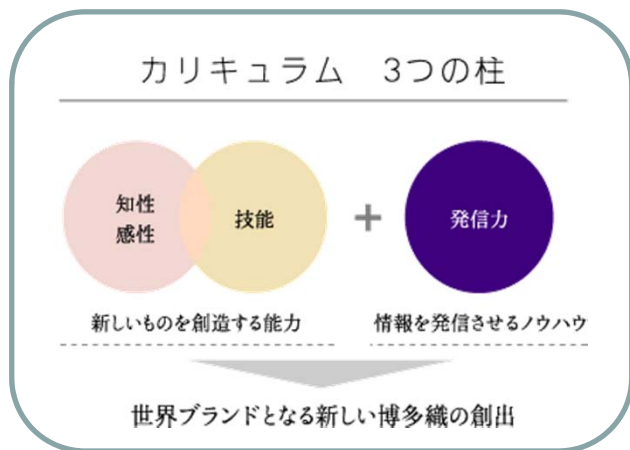 カリキュラム　3つの柱
知性
感性
技能
+
発信力
新しいものを創造する能力
情報を発信させるノウハウ
世界ブランドとなる新しい博多織の創出